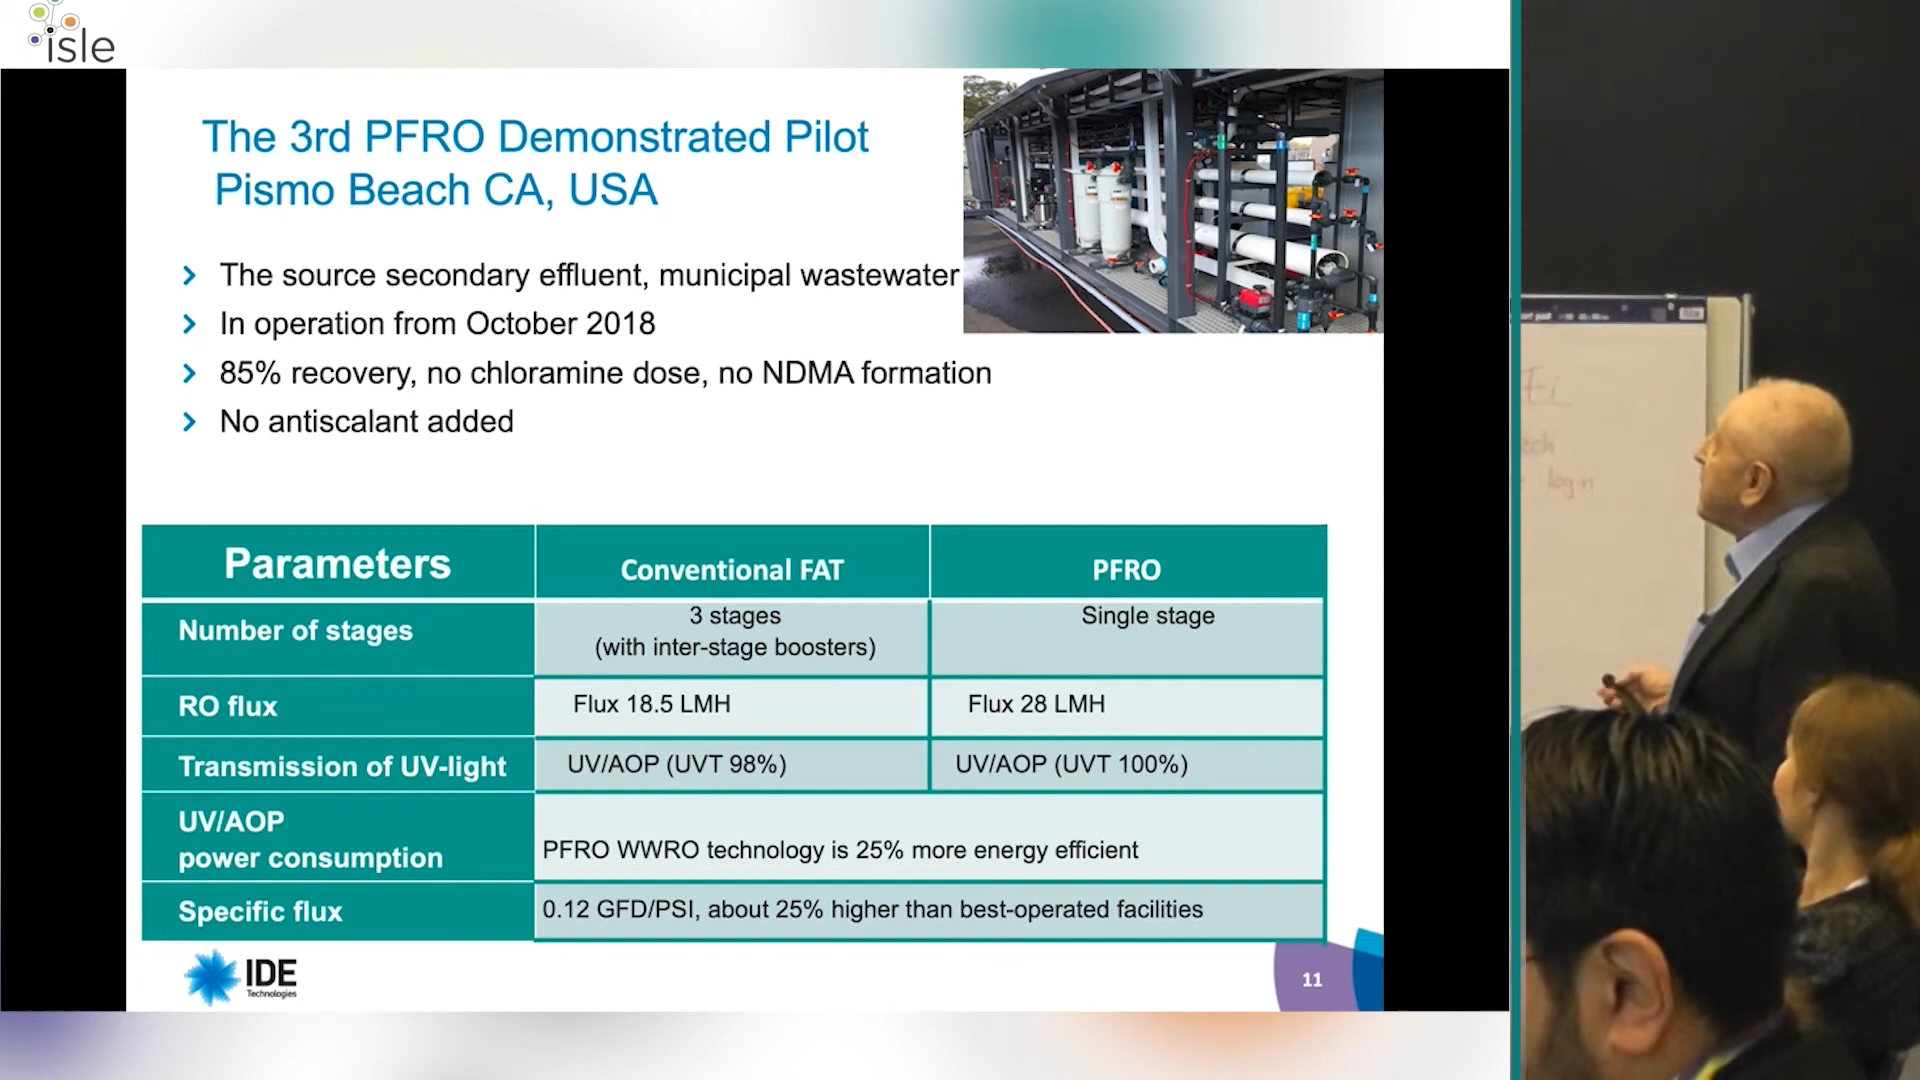 isle
The 3rd PFRO Demonstrated Pilot
Pismo Beach CA, USA
The source secondary effluent, municipal wastewater
In operation from October 2018
85% recovery, no chloramine dose, no NDMA formation
No antiscalant added
Parameters
Conventional FAT
PFRO
Number of stages
3 stages
(with inter-stage boosters)
Single stage
RO flux
Flux 18.5 LMH
Flux 28 LMH
Transmission of UV-light
UV/AOP (UVT 98%)
UV/AOP (UVT 100%)
UV/AOP
power consumption
PFRO WWRO technology is 25% more energy efficient
Specific flux
0.12 GFD/PSI, about 25% higher than best-operated facilities
IDE
Technologies
11
login